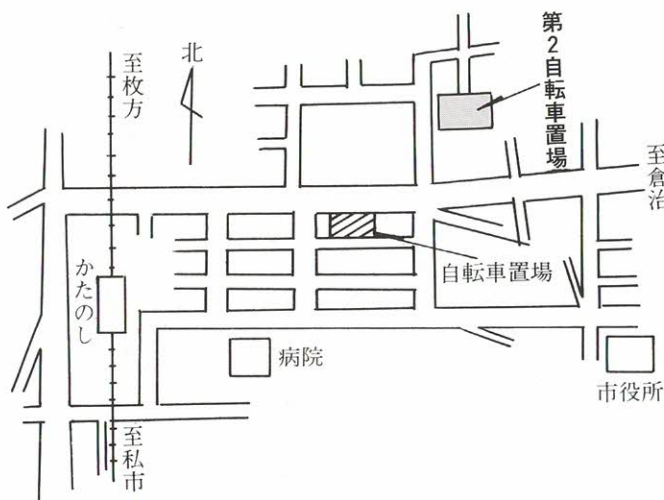 至枚方
北
第2自転車置場
至倉治
かたのし
自転車置場
病院
市役所
至私市